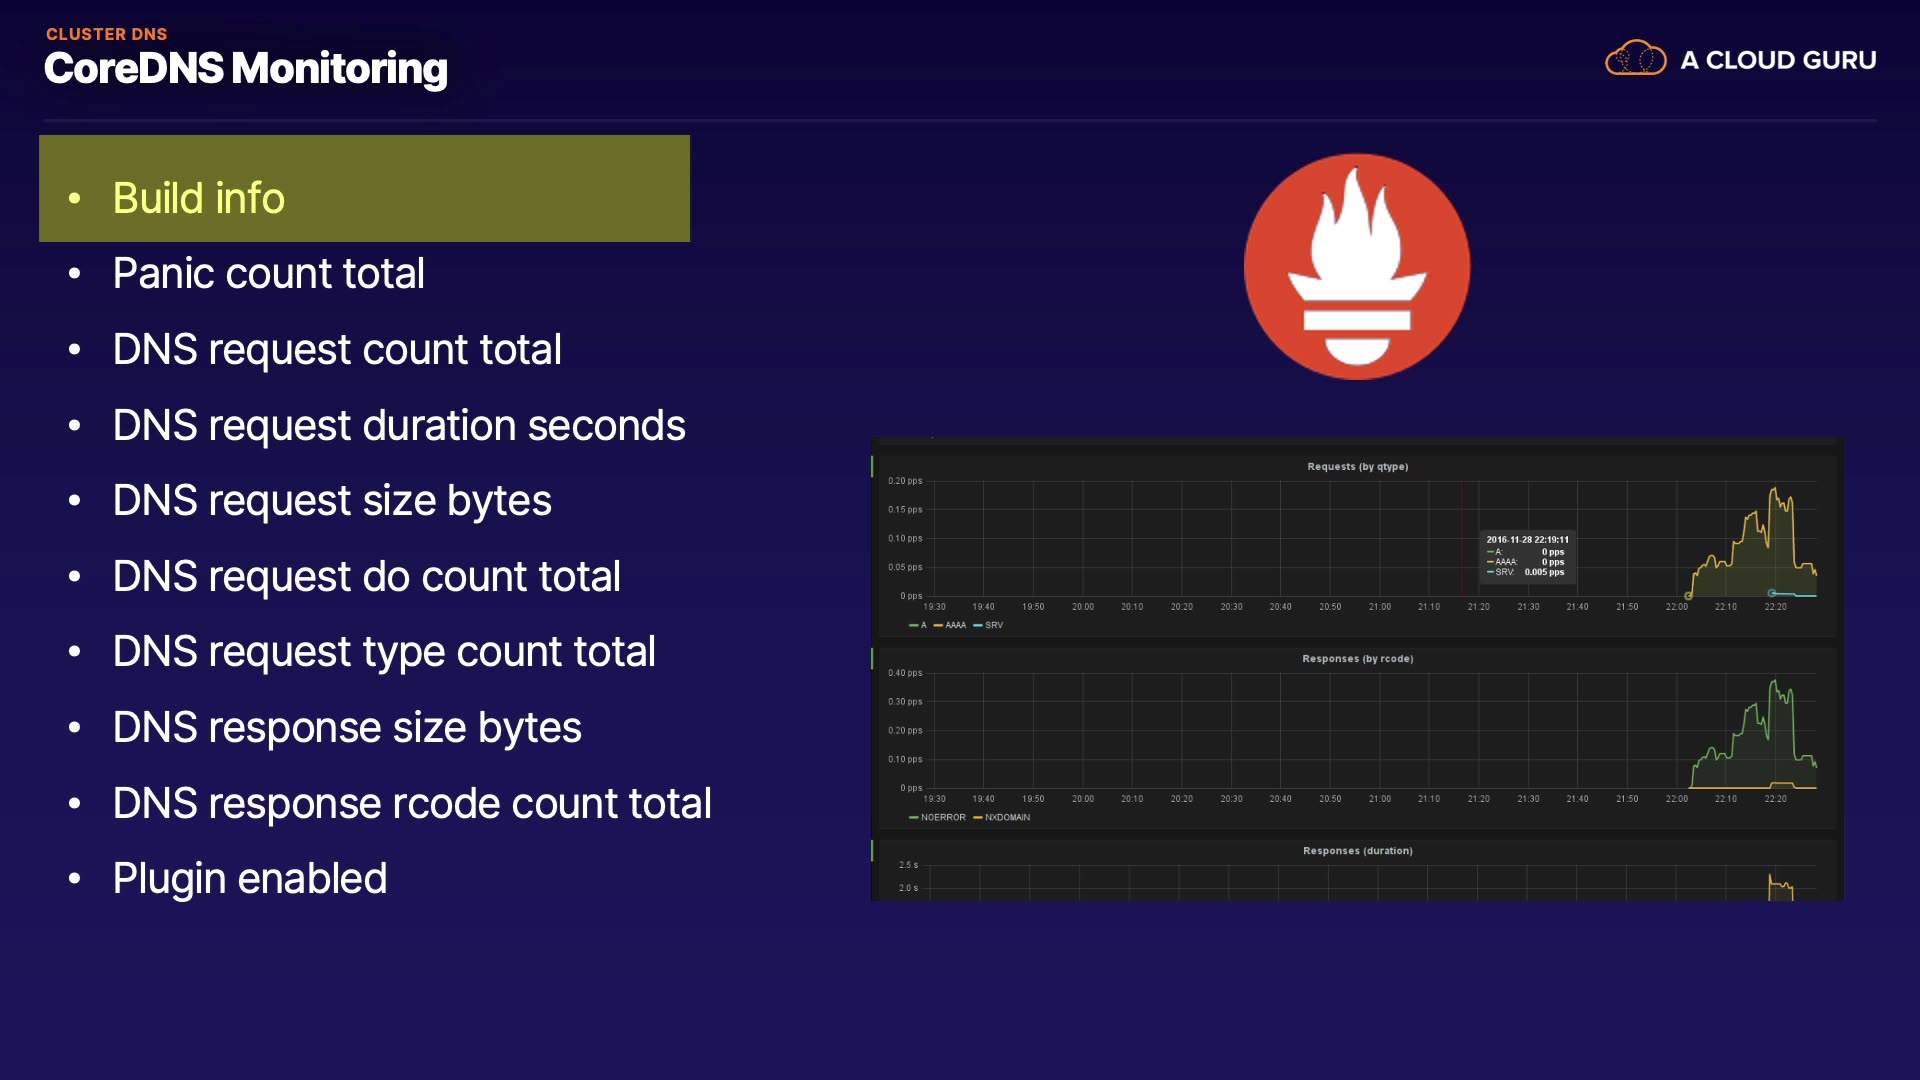 CLUSTER DNS
CoreDNS Monitoring
A CLOUD GURU
• Build info
• Panic count total
• DNS request count total
• DNS request duration seconds
• DNS request size bytes
• DNS request do count total
• DNS request type count total
• DNS response size bytes
• DNS response rcode count total
• Plugin enabled
Requests (by qtype)
0.20 pps
0.15 pps
0.10 pps
0.05 pps
0 pps
2016-11-28 22:19:11
A: 0 pps
AAAA: 0 pps
SRV: 0.005 pps
19:30 19:40 19:50 20:00 20:10 20:20 20:30 20:40 20:50 21:00 21:10 21:20 21:30 21:40 21:50 22:00 22:10 22:20
A AAAA SRV
Responses (by rcode)
0.40 pps
0.30 pps
0.20 pps
0.10 pps
0 pps
19:30 19:40 19:50 20:00 20:10 20:20 20:30 20:40 20:50 21:00 21:10 21:20 21:30 21:40 21:50 22:00 22:10 22:20
NOERROR NXDOMAIN
Responses (duration)
2.5 s
2.0 s